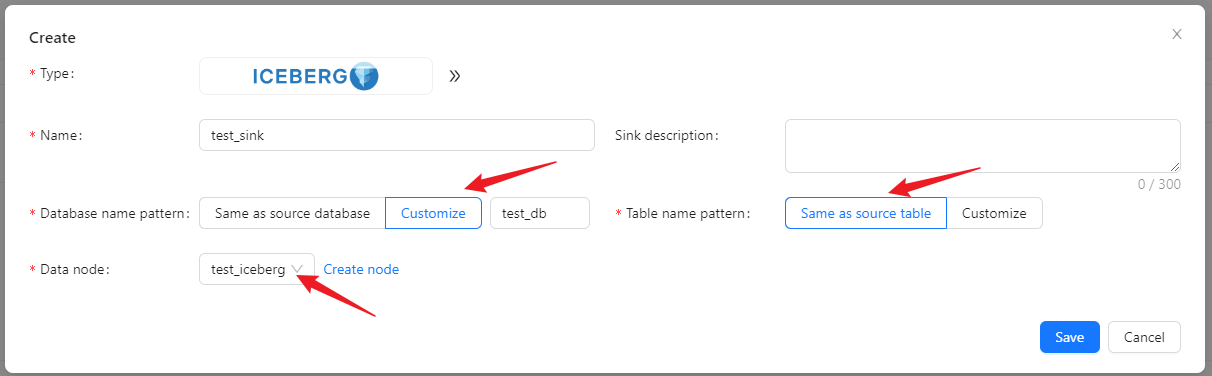 Create
* Type:
ICEBERG »
* Name: test_sink Sink description:
0 / 300
* Database name pattern: Same as source database Customize test_db * Table name pattern: Same as source table Customize
* Data node: test_iceberg Create node
Save Cancel